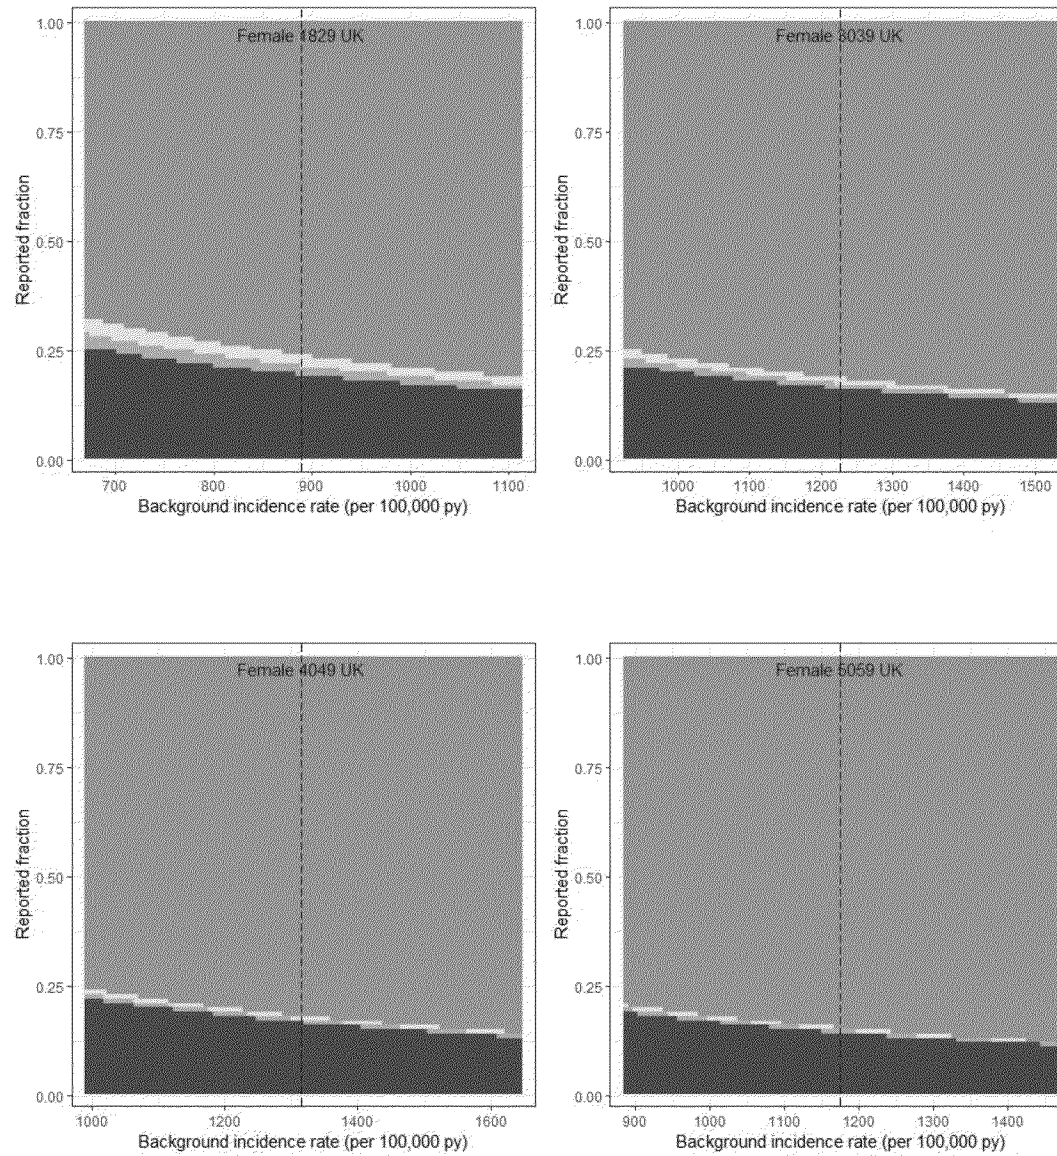 Female 1829 UK
1.00
0.75
0.50
0.25
0.00
Reported fraction
700 800 900 1000 1100
Background incidence rate (per 100,000 py)
Female 3039 UK
1.00
0.75
0.50
0.25
0.00
Reported fraction
1000 1100 1200 1300 1400 1500
Background incidence rate (per 100,000 py)
Female 4049 UK
1.00
0.75
0.50
0.25
0.00
Reported fraction
1000 1200 1400 1600
Background incidence rate (per 100,000 py)
Female 5059 UK
1.00
0.75
0.50
0.25
0.00
Reported fraction
900 1000 1100 1200 1300 1400
Background incidence rate (per 100,000 py)